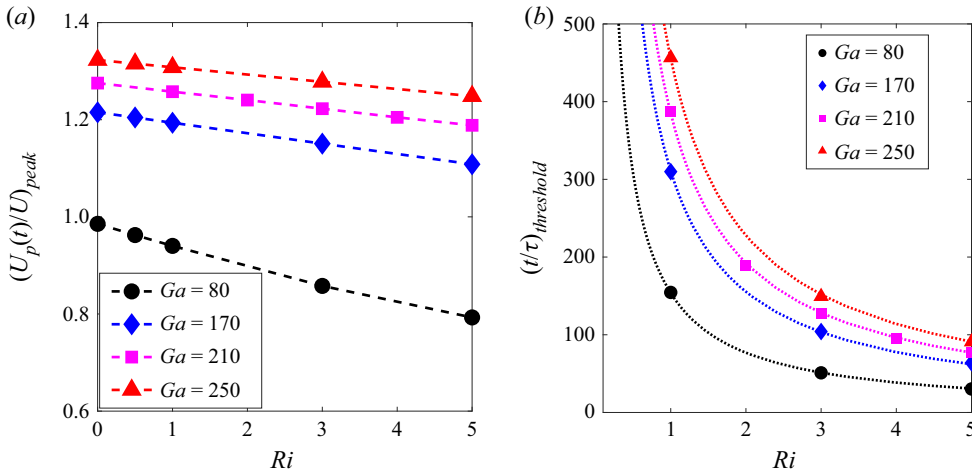 (a)
1.4
1.2
1.0
0.8
0.6
(U_p(t)/U)_peak
0 1 2 3 4 5
Ri
Ga = 80
Ga = 170
Ga = 210
Ga = 250
(b)
500
400
300
200
100
0
(t/τ)_threshold
1 2 3 4 5
Ri
Ga = 80
Ga = 170
Ga = 210
Ga = 250